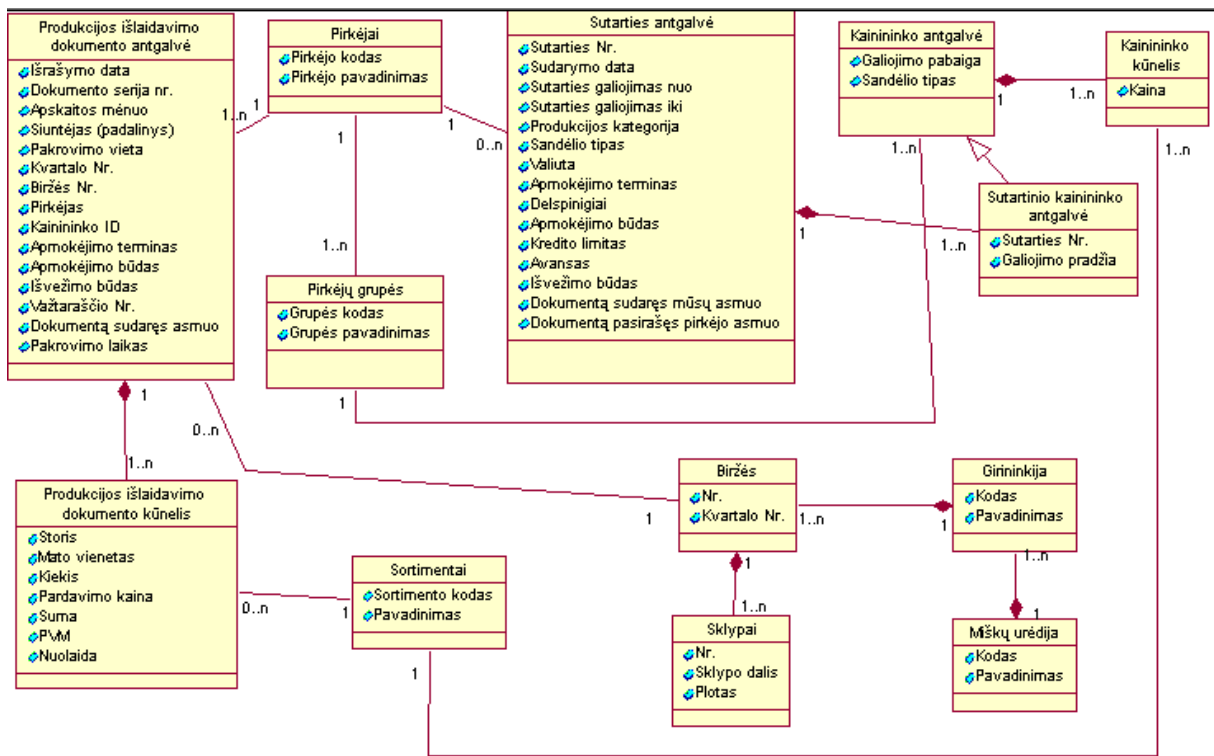 Produkcijos išlaidavimo
dokumento antgalvė
Išrašymo data
Dokumento serija nr.
Apskaitos mėnuo
Siuntėjas (padalinys)
Pakrovimo vieta
Kvartalo Nr.
Biržės Nr.
Pirkėjas
Kainininko ID
Apmokėjimo terminas
Apmokėjimo būdas
Išvežimo būdas
Važtaraščio Nr.
Dokumentą sudaręs asmuo
Pakrovimo laikas
1..n
1
Pirkėjai
Pirkėjo kodas
Pirkėjo pavadinimas
1
0..n
1
1..n
Pirkėjų grupės
Grupės kodas
Grupės pavadinimas
1
Sutarties antgalvė
Sutarties Nr.
Sudarymo data
Sutarties galiojimas nuo
Sutarties galiojimas iki
Produkcijos kategorija
Sandėlio tipas
Valiuta
Apmokėjimo terminas
Delspinigiai
Apmokėjimo būdas
Kredito limitas
Avansas
Išvežimo būdas
Dokumentą sudaręs mūsų asmuo
Dokumentą pasirašęs pirkėjo asmuo
1
1..n
Kainininko antgalvė
Galiojimo pabaiga
Sandėlio tipas
1
1..n
1..n
Kainininko
kūnelis
Kaina
1..n
Sutartinio kainininko
antgalvė
Sutarties Nr.
Galiojimo pradžia
1
0..n
1..n
Produkcijos išlaidavimo
dokumento kūnelis
Storis
Mato vienetas
Kiekis
Pardavimo kaina
Suma
PVM
Nuolaida
0..n
1
Sortimentai
Sortimento kodas
Pavadinimas
1
Biržės
Nr.
Kvartalo Nr.
1
1..n
1
1
1..n
Girininkija
Kodas
Pavadinimas
1..n
1
Sklypai
Nr.
Sklypo dalis
Plotas
Miškų urėdija
Kodas
Pavadinimas